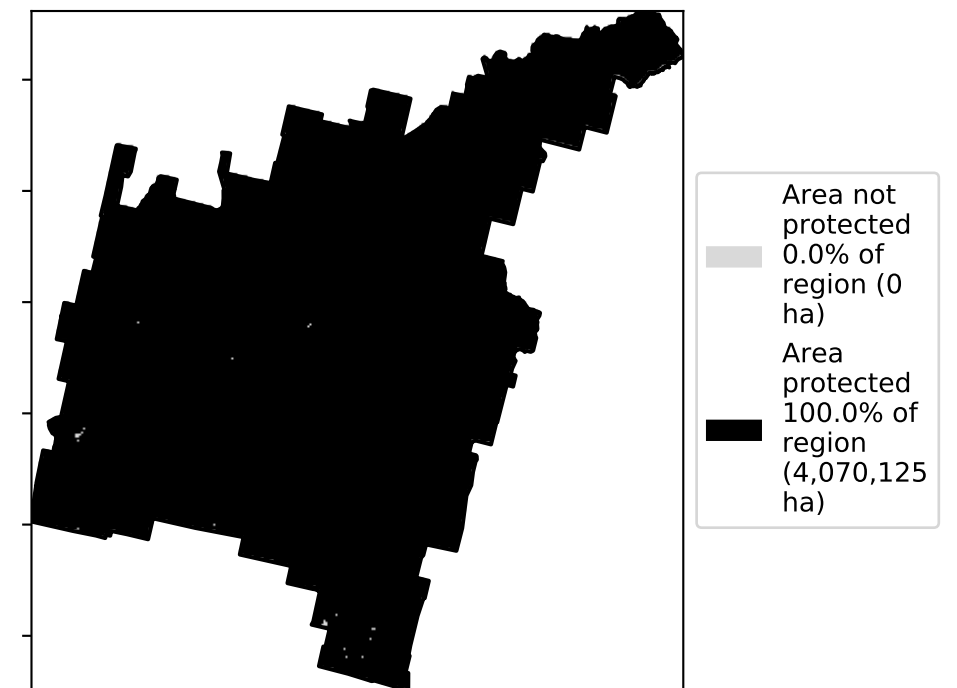 Area not
protected
0.0% of
region (0
ha)
Area
protected
100.0% of
region
(4,070,125
ha)